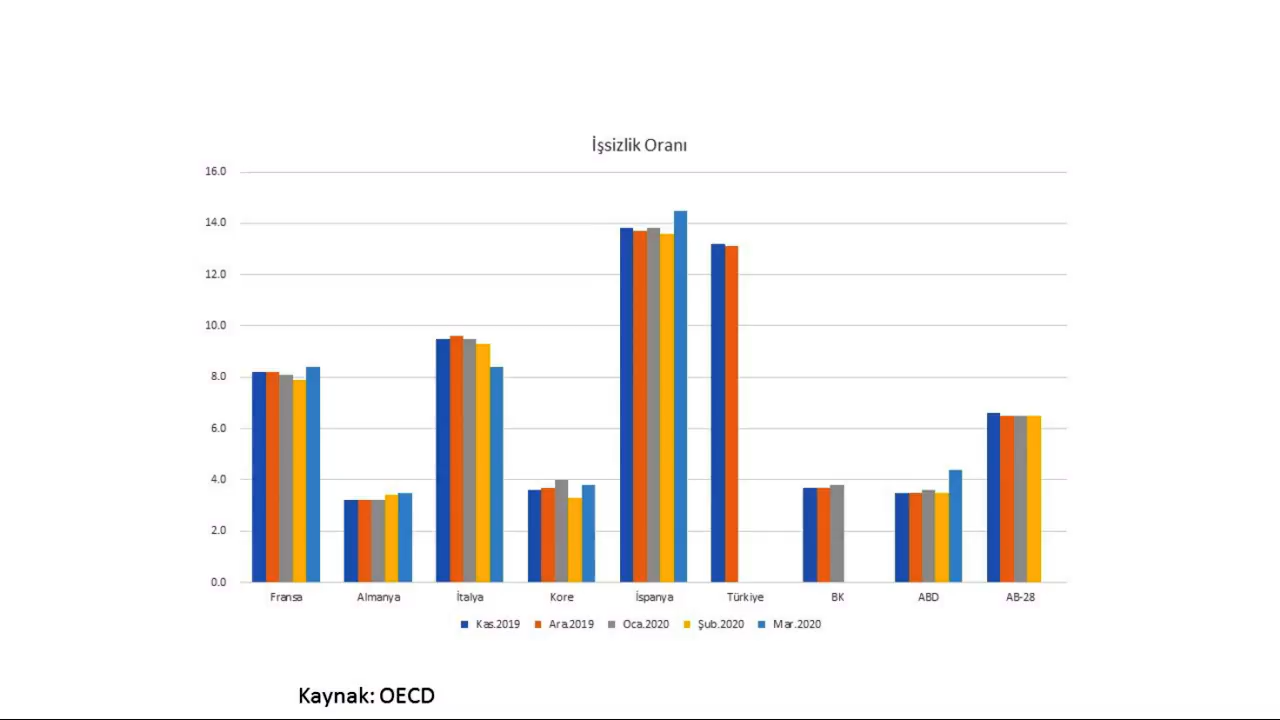 İşsizlik Oranı
16.0
14.0
12.0
10.0
8.0
6.0
4.0
2.0
0.0
Fransa Almanya İtalya Kore İspanya Türkiye BK ABD AB-28
Kas.2019 Ara.2019 Oca.2020 Şub.2020 Mar.2020
Kaynak: OECD